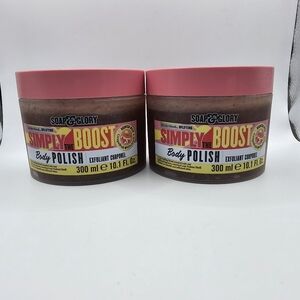 SOAP & GLORY
SIMPLY THE BOOST
Body POLISH EXFOLIANT CORPOREL
300 ml e 10.1 Fl. Oz
SOAP & GLORY
UPLIFTING
SIMPLY THE BOOST
Body POLISH EXFOLIANT CORPOREL
300 ml e 10.1 Fl. Oz